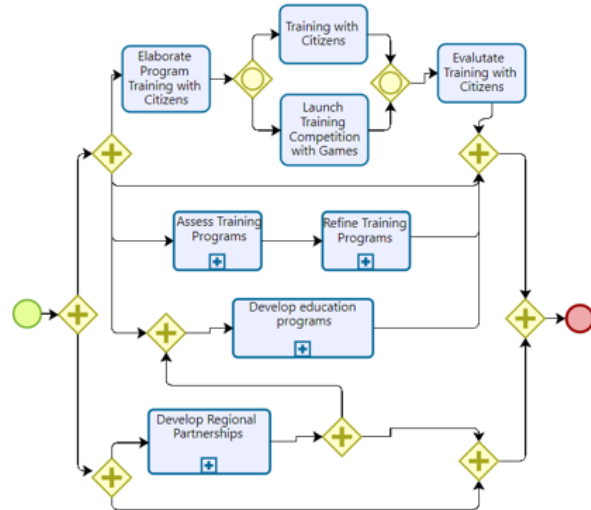 Elaborate
Program
Training with
Citizens
Training with
Citizens
Launch
Training
Competition
with Games
Evalutate
Training with
Citizens
Assess Training
Programs
Refine Training
Programs
Develop education
programs
Develop Regional
Partnerships